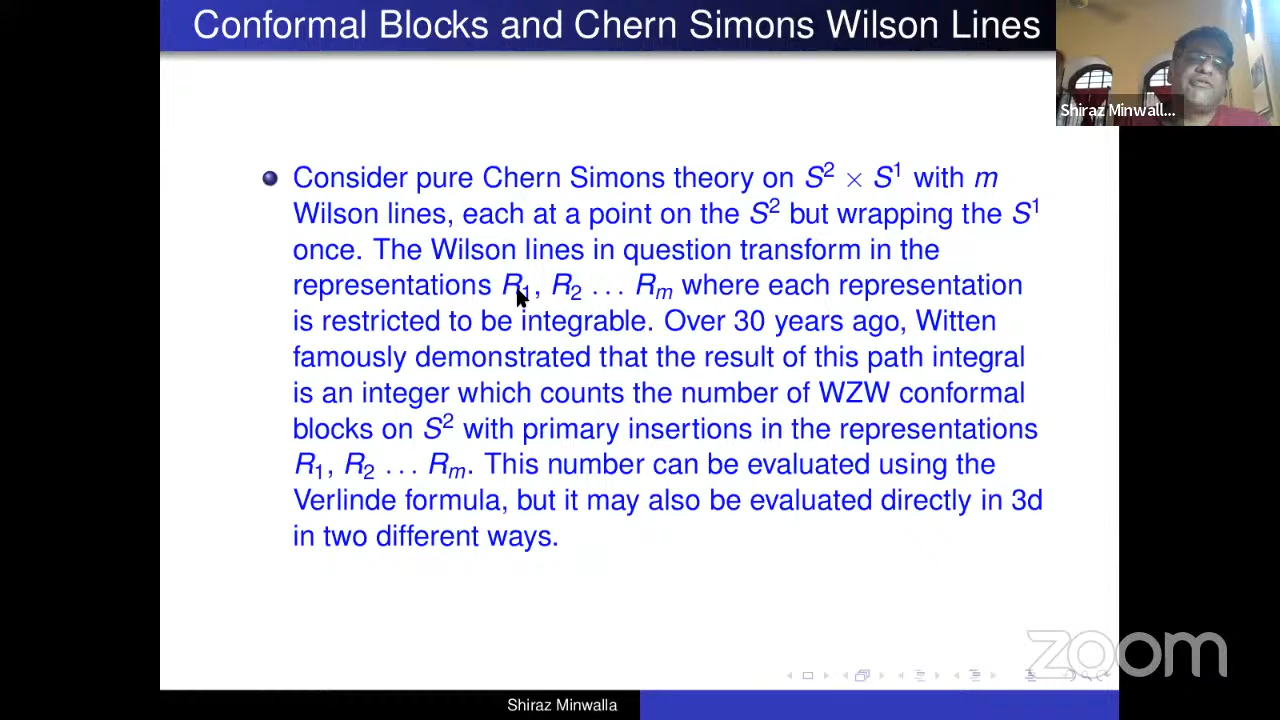 Conformal Blocks and Chern Simons Wilson Lines
Shiraz Minwall...
Consider pure Chern Simons theory on S² × S¹ with m
Wilson lines, each at a point on the S² but wrapping the S¹
once. The Wilson lines in question transform in the
representations R₁, R₂ … Rₘ where each representation
is restricted to be integrable. Over 30 years ago, Witten
famously demonstrated that the result of this path integral
is an integer which counts the number of WZW conformal
blocks on S² with primary insertions in the representations
R₁, R₂ … Rₘ. This number can be evaluated using the
Verlinde formula, but it may also be evaluated directly in 3d
in two different ways.
zoom
Shiraz Minwalla